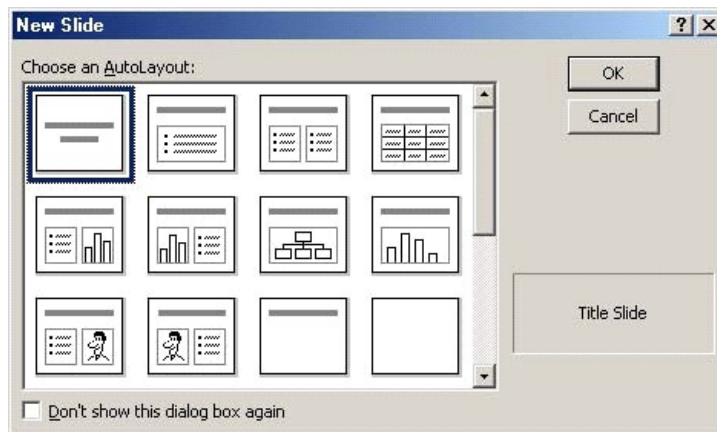 New Slide
Choose an AutoLayout:
OK
Cancel
Title Slide
Don't show this dialog box again